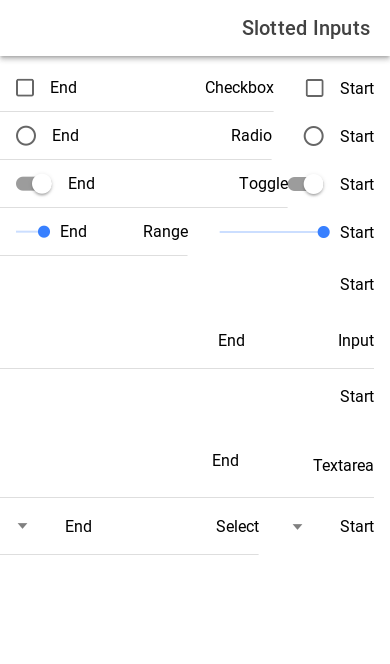 Slotted Inputs
End Checkbox Start
End Radio Start
End Toggle Start
End Range Start
Start
End Input
Start
End Textarea
End Select Start